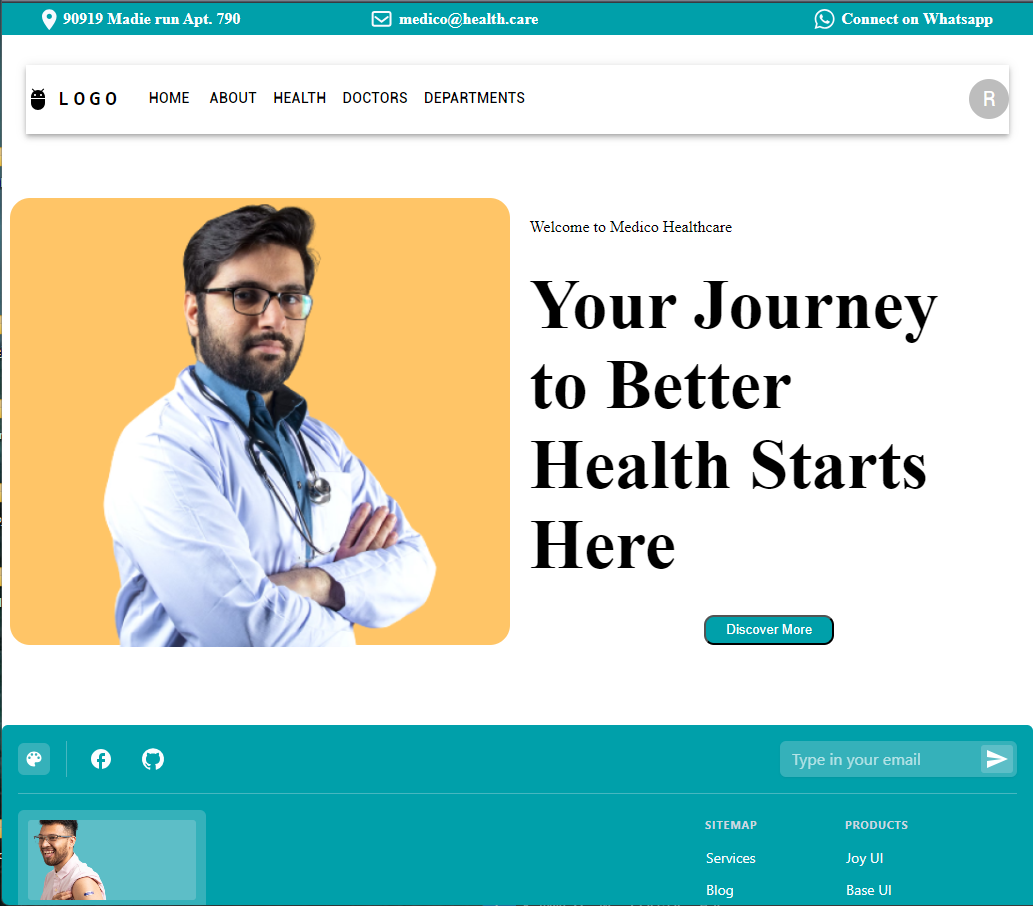 90919 Madie run Apt. 790
medico@health.care
Connect on Whatsapp
LOGO
HOME
ABOUT
HEALTH
DOCTORS
DEPARTMENTS
R
Welcome to Medico Healthcare
Your Journey
to Better
Health Starts
Here
Discover More
Type in your email
SITEMAP
PRODUCTS
Services
Joy UI
Blog
Base UI